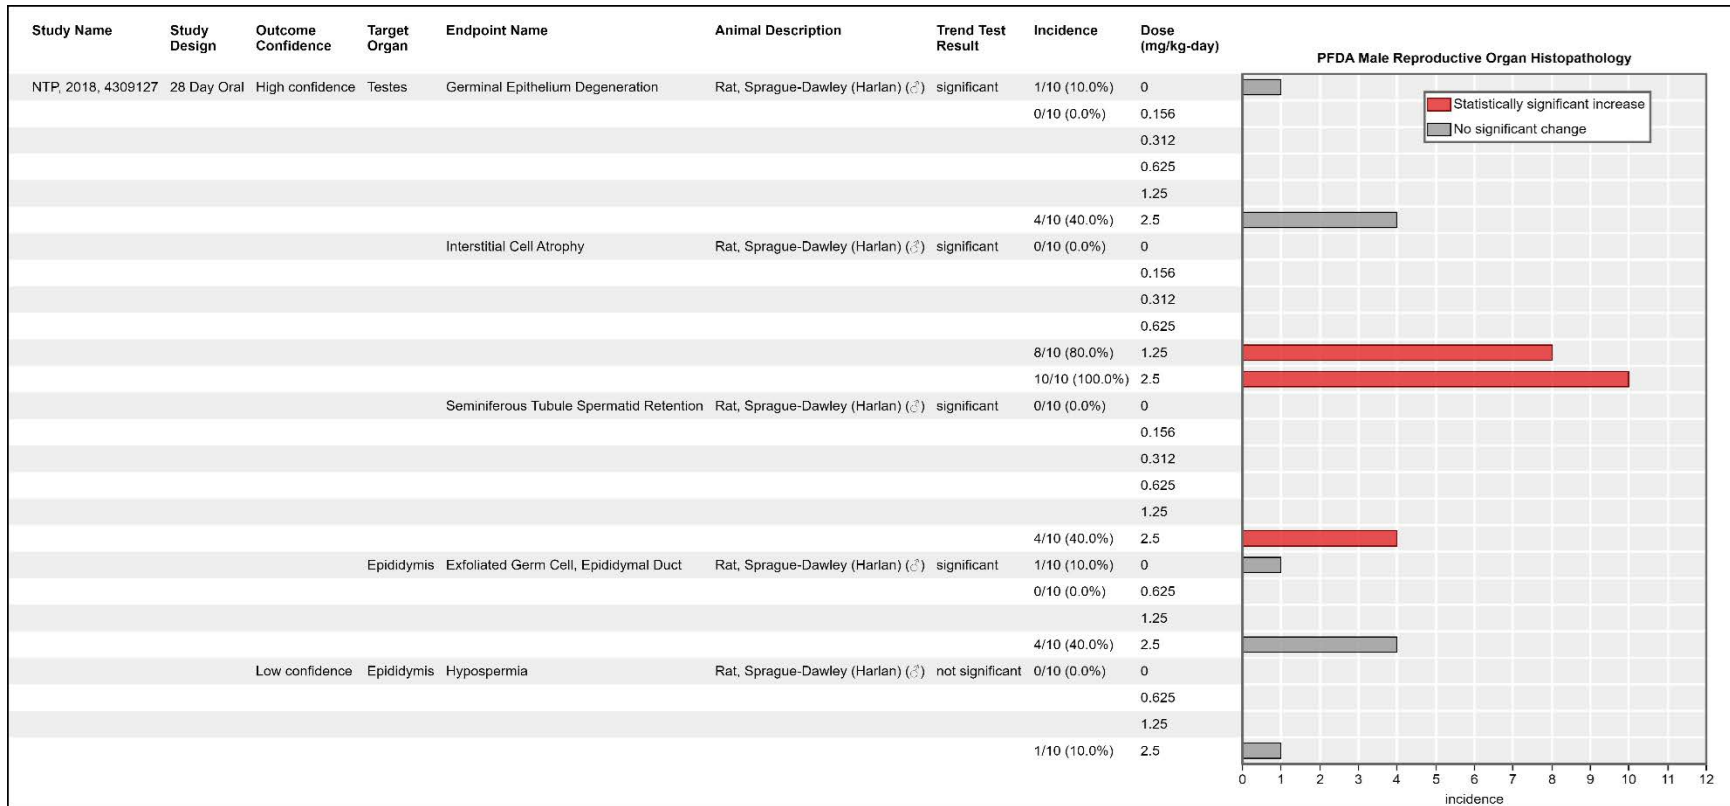 Study Name Study Design Outcome Confidence Target Organ Endpoint Name Animal Description Trend Test Result Incidence Dose (mg/kg-day)
PFDA Male Reproductive Organ Histopathology
NTP, 2018, 4309127 28 Day Oral High confidence Testes Germinal Epithelium Degeneration Rat, Sprague-Dawley (Harlan) (♂) significant 1/10 (10.0%) 0
0/10 (0.0%) 0.156
0.312
0.625
1.25
4/10 (40.0%) 2.5
Interstitial Cell Atrophy Rat, Sprague-Dawley (Harlan) (♂) significant 0/10 (0.0%) 0
0.156
0.312
0.625
8/10 (80.0%) 1.25
10/10 (100.0%) 2.5
Seminiferous Tubule Spermatid Retention Rat, Sprague-Dawley (Harlan) (♂) significant 0/10 (0.0%) 0
0.156
0.312
0.625
1.25
4/10 (40.0%) 2.5
Epididymis Exfoliated Germ Cell, Epididymal Duct Rat, Sprague-Dawley (Harlan) (♂) significant 1/10 (10.0%) 0
0/10 (0.0%) 0.625
1.25
4/10 (40.0%) 2.5
Low confidence Epididymis Hypospermia Rat, Sprague-Dawley (Harlan) (♂) not significant 0/10 (0.0%) 0
0.625
1.25
1/10 (10.0%) 2.5
Statistically significant increase
No significant change
0 1 2 3 4 5 6 7 8 9 10 11 12
incidence